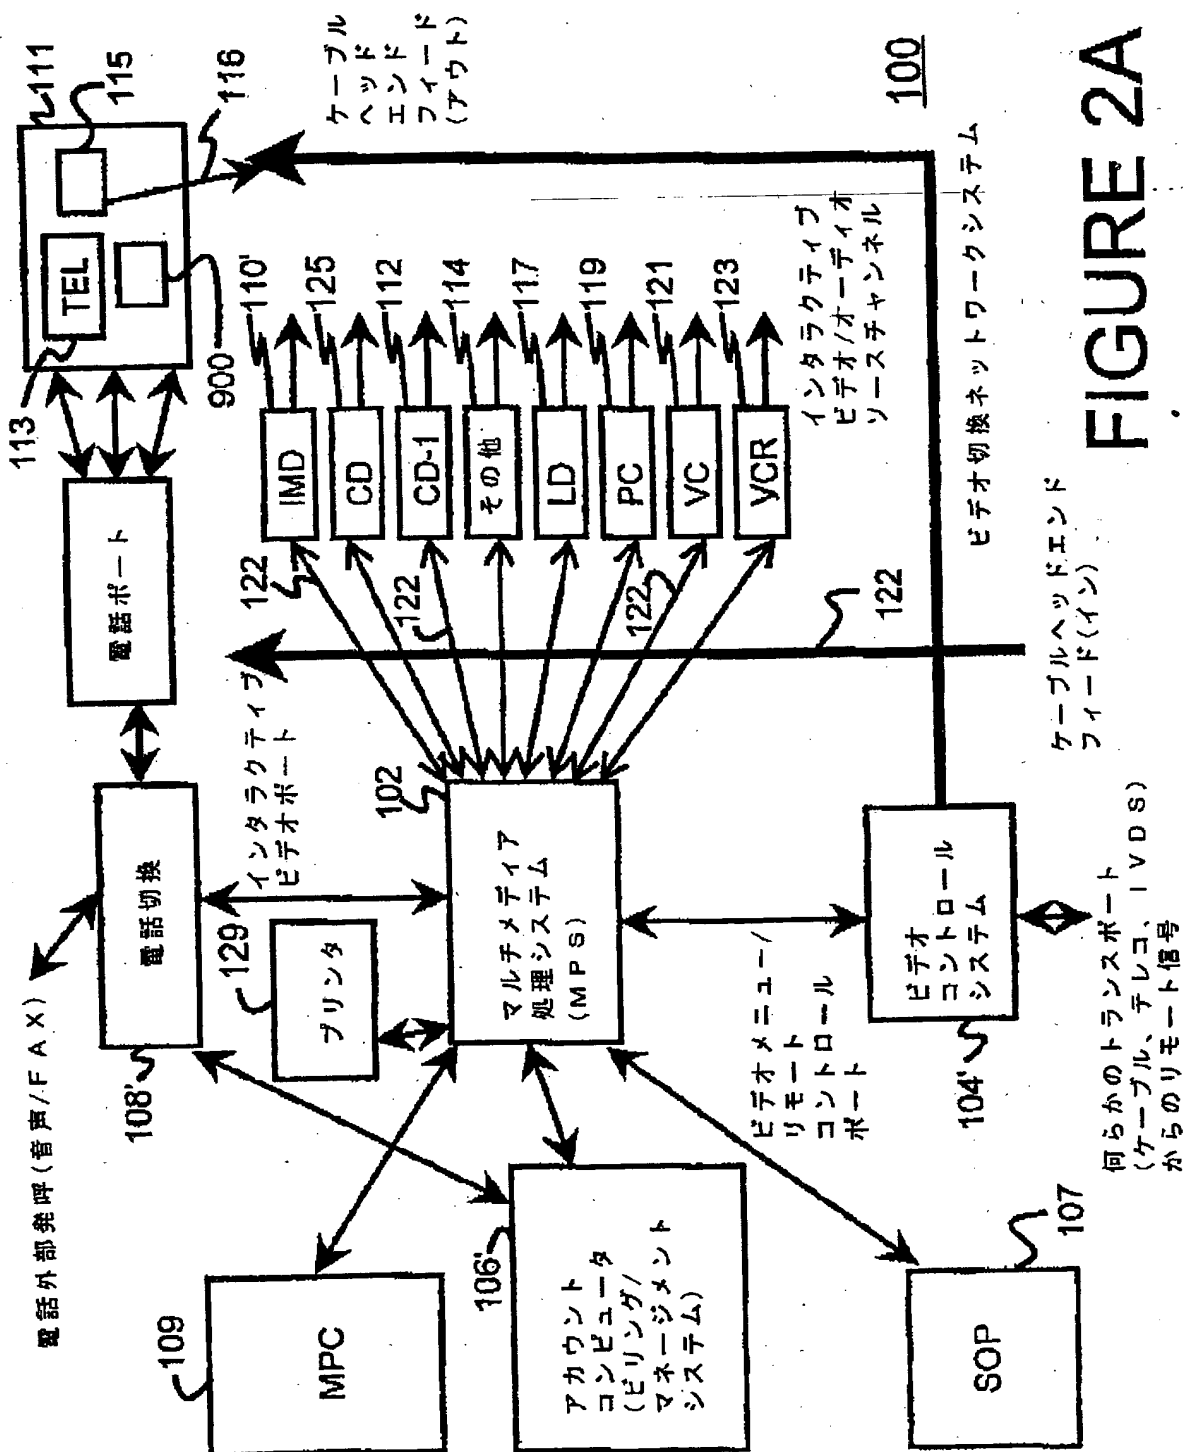 電話外部発呼(音声/FAX)
108'
電話切換
電話ポート
113
TEL
900
111
115
116
ケーブル
ヘッド
エンド
フィード
(アウト)
109
MPC
129
プリンタ
インタラクティブ
ビデオポート
102
マルチメディア
処理システム
(MPS)
106'
アカウント
コンピュータ
(ビリング/
マネージメント
システム)
122
122
122
122
IMD
110'
CD
125
CD-1
112
その他
114
LD
117
PC
119
VC
121
VCR
123
インタラクティブ
ビデオ/オーディオ
ソースチャンネル
ビデオメニュー/
リモート
コントロール
ポート
SOP
107
104'
ビデオ
コントロール
システム
ケーブルヘッドエンド
フィード(イン)
ビデオ切換ネットワークシステム
100
何らかのトランスポート
(ケーブル、テレコ、IVDS)
からのリモート信号
FIGURE 2A